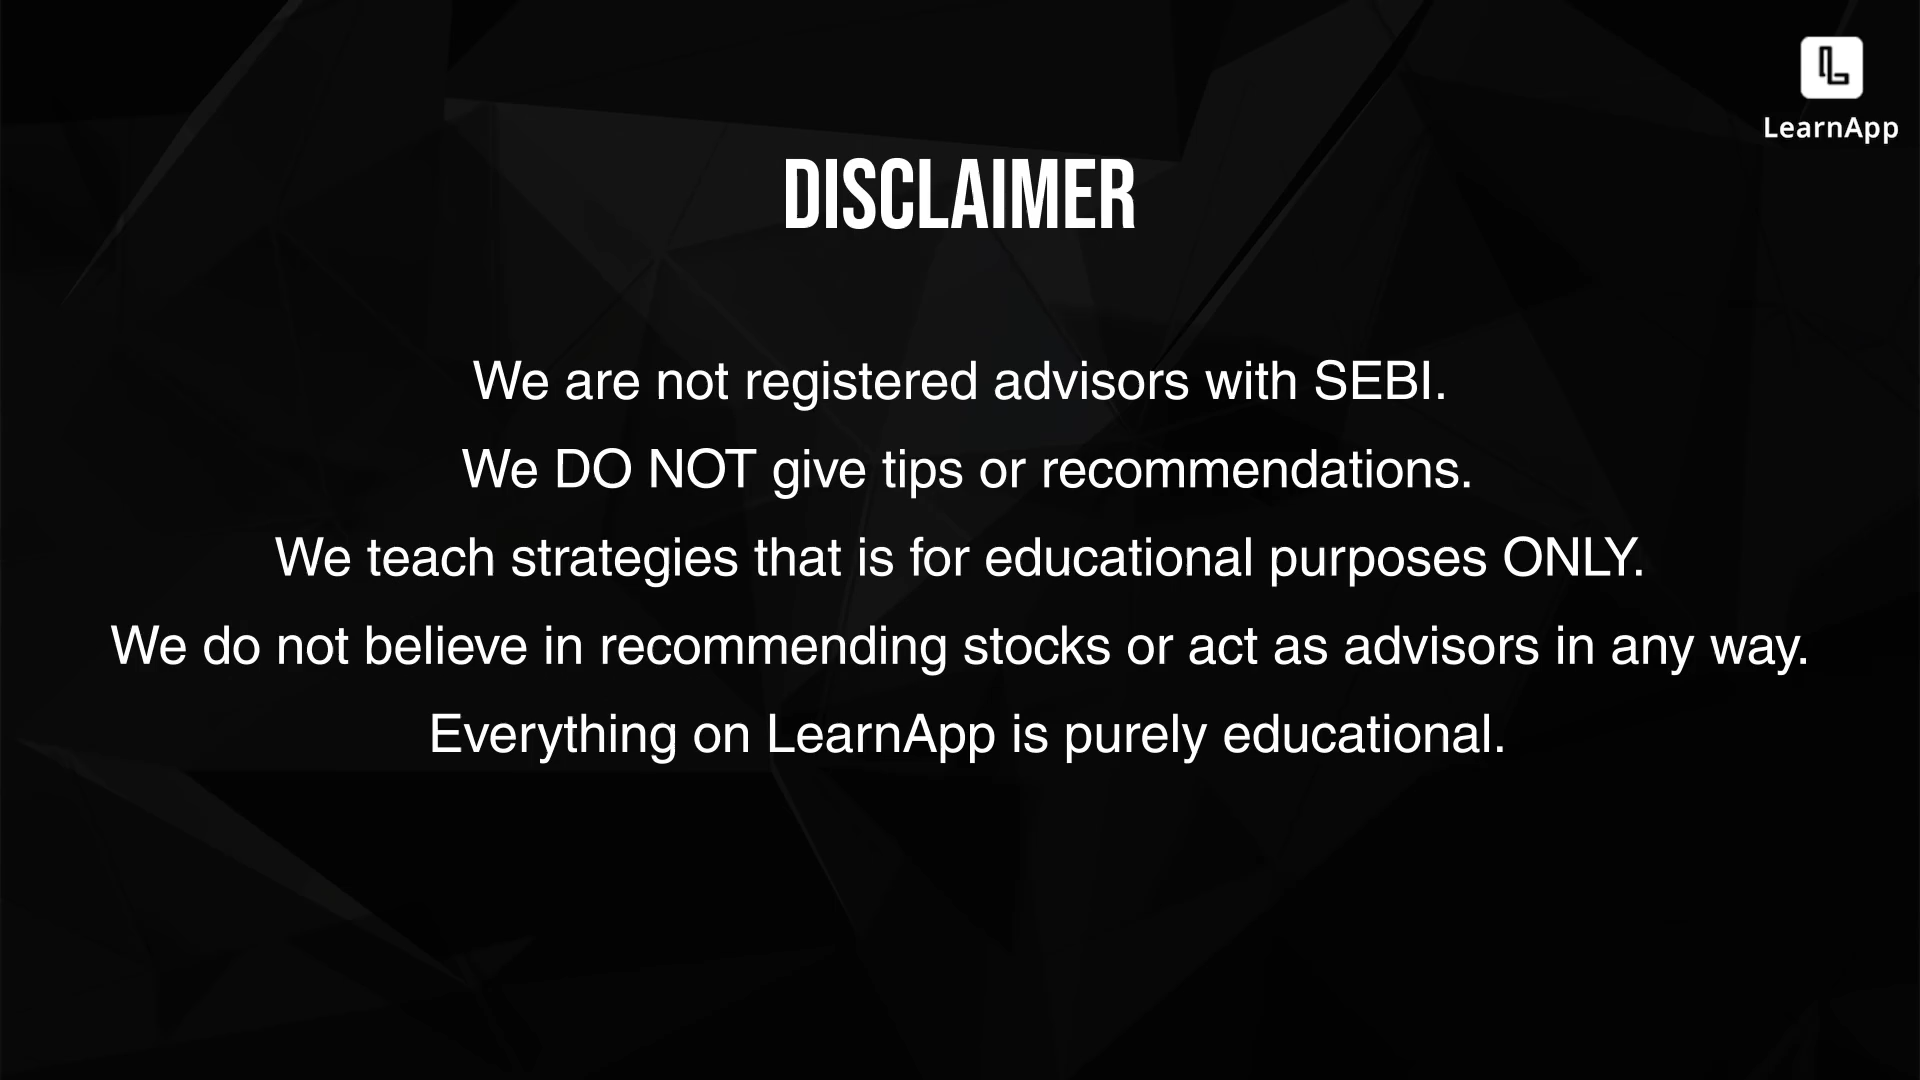 LearnApp
DISCLAIMER
We are not registered advisors with SEBI.
We DO NOT give tips or recommendations.
We teach strategies that is for educational purposes ONLY.
We do not believe in recommending stocks or act as advisors in any way.
Everything on LearnApp is purely educational.